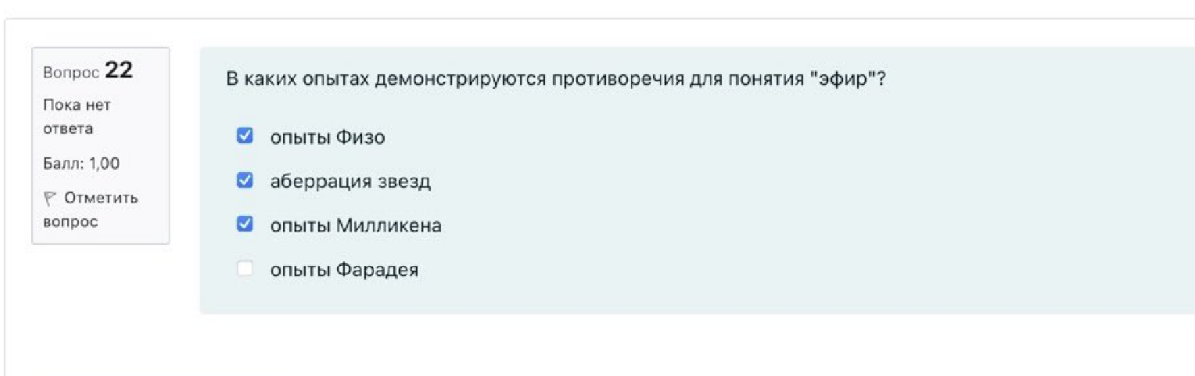 Вопрос 22
Пока нет
ответа
Балл: 1,00
Отметить
вопрос
В каких опытах демонстрируются противоречия для понятия "эфир"?
опыты Физо
аберрация звезд
опыты Милликена
опыты Фарадея